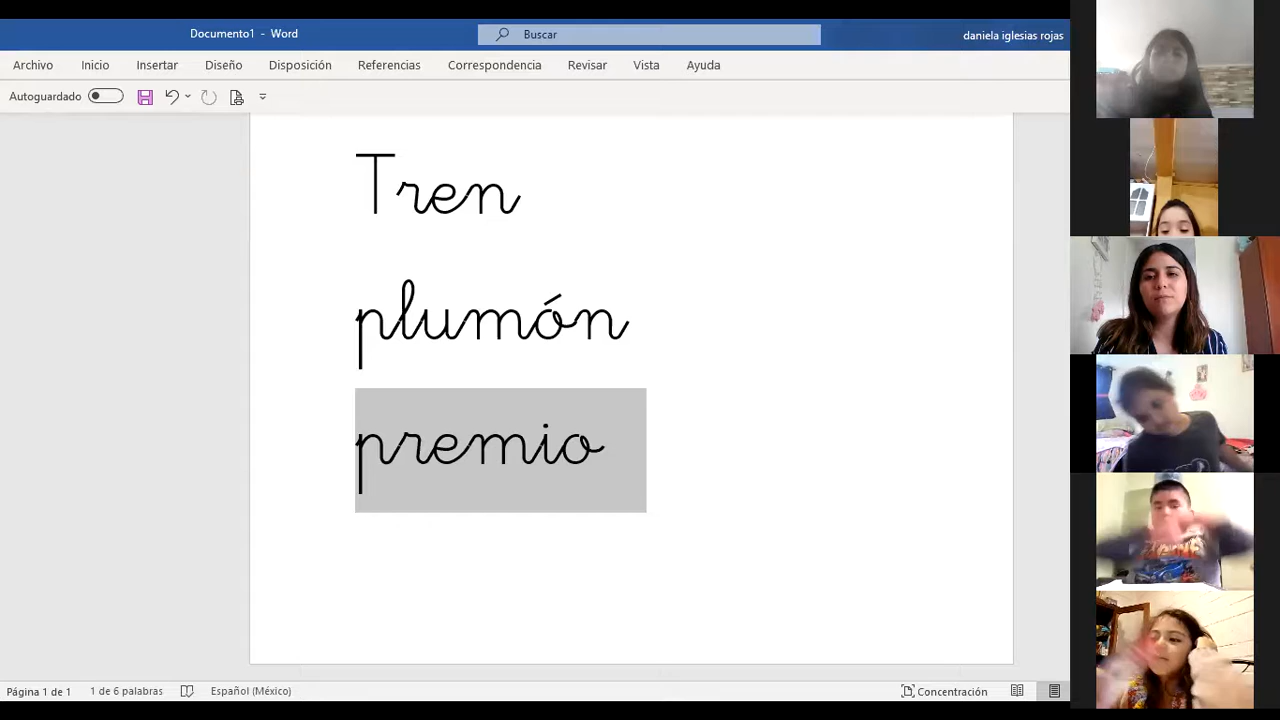 Documento1 - Word
Buscar
daniela iglesias rojas
Archivo Inicio Insertar Diseño Disposición Referencias Correspondencia Revisar Vista Ayuda
Autoguardado
Tren
plumón
premio
Página 1 de 1 1 de 6 palabras Español (México) Concentración